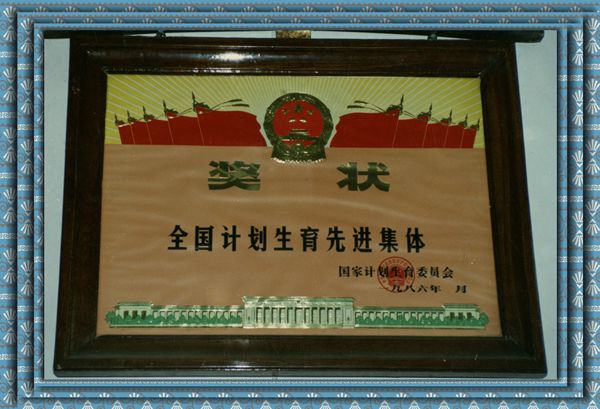 奖状
全国计划生育先进集体
国家计划生育委员会
一九八六年 月